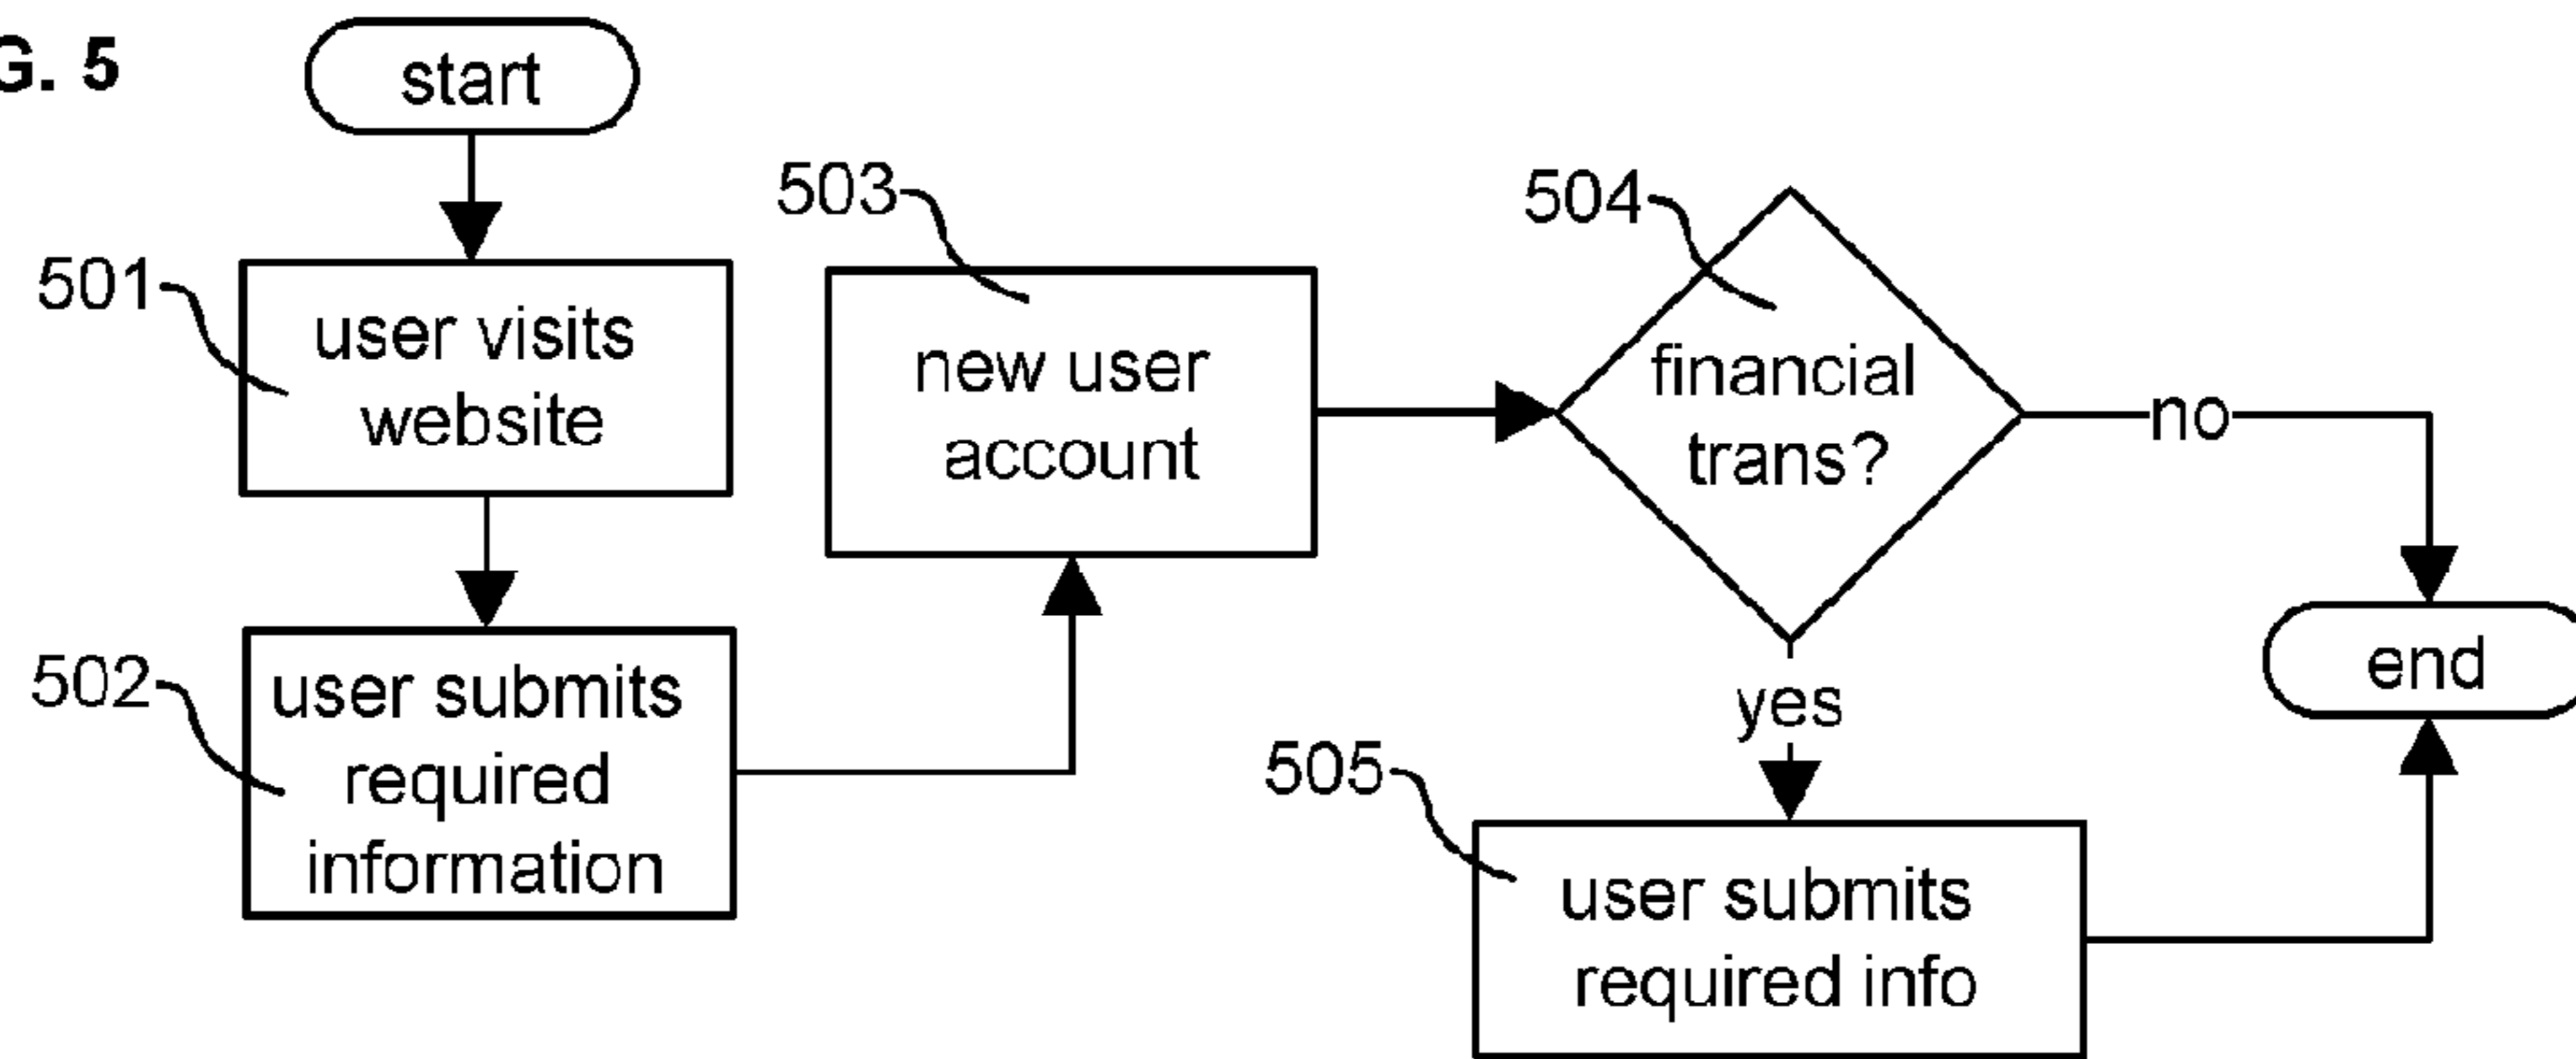 G. 5
start
501
user visits
website
502
user submits
required
information
503
new user
account
504
financial
trans?
no
yes
505
user submits
required info
end